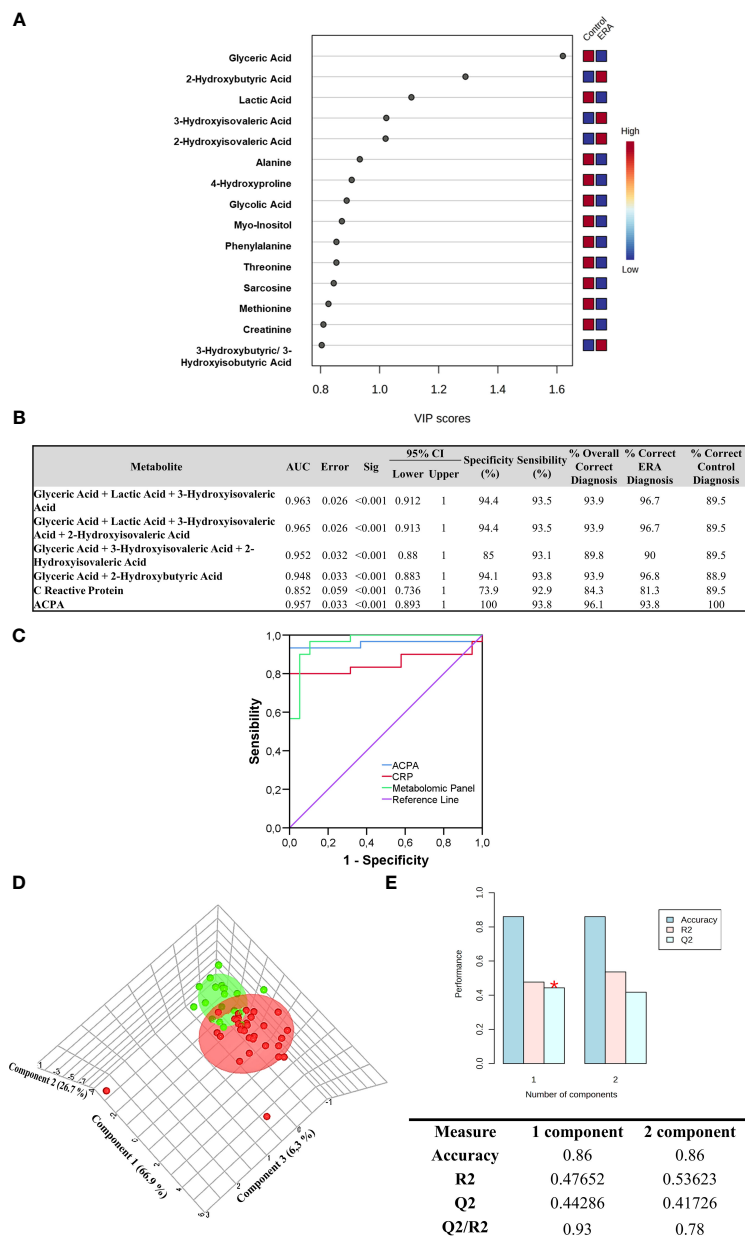 A
Control
ERA
Glyceric Acid
2-Hydroxybutyric Acid
Lactic Acid
3-Hydroxyisovaleric Acid
2-Hydroxyisovaleric Acid
Alanine
4-Hydroxyproline
Glycolic Acid
Myo-Inositol
Phenylalanine
Threonine
Sarcosine
Methionine
Creatinine
3-Hydroxybutyric/ 3-
Hydroxyisobutyric Acid
High
Low
0.8 1.0 1.2 1.4 1.6
VIP scores
B
Metabolite AUC Error Sig 95% CI Lower Upper Specificity (%) Sensibility (%) % Overall Correct Diagnosis % Correct ERA Diagnosis % Correct Control Diagnosis
Glyceric Acid + Lactic Acid + 3-Hydroxyisovaleric
Acid 0.963 0.026 <0.001 0.912 1 94.4 93.5 93.9 96.7 89.5
Glyceric Acid + Lactic Acid + 3-Hydroxyisovaleric
Acid + 2-Hydroxyisovaleric Acid 0.965 0.026 <0.001 0.913 1 94.4 93.5 93.9 96.7 89.5
Glyceric Acid + 3-Hydroxyisovaleric Acid + 2-
Hydroxyisovaleric Acid 0.952 0.032 <0.001 0.88 1 85 93.1 89.8 90 89.5
Glyceric Acid + 2-Hydroxybutyric Acid 0.948 0.033 <0.001 0.883 1 94.1 93.8 93.9 96.8 88.9
C Reactive Protein 0.852 0.059 <0.001 0.736 1 73.9 92.9 84.3 81.3 89.5
ACPA 0.957 0.033 <0.001 0.893 1 100 93.8 96.1 93.8 100
C
Sensibility
1,0
0,8
0,6
0,4
0,2
0,0
ACPA
CRP
Metabolomic Panel
Reference Line
0,0 0,2 0,4 0,6 0,8 1,0
1 - Specificity
D
Component 2 (26.7 %)
Component 1 (66.9 %)
Component 3 (6,3 %)
E
Performance
1.0
0.8
0.6
0.4
0.2
0.0
Accuracy
R2
Q2
*
1 2
Number of components
Measure 1 component 2 component
Accuracy 0.86 0.86
R2 0.47652 0.53623
Q2 0.44286 0.41726
Q2/R2 0.93 0.78